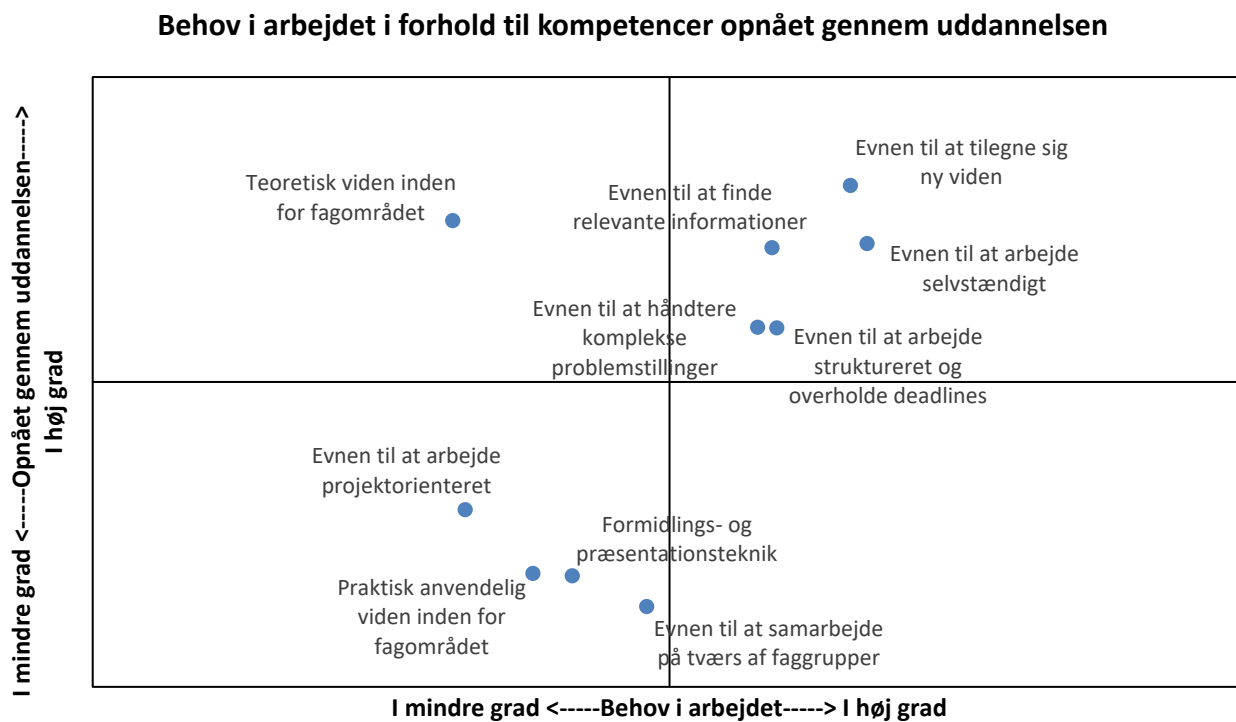 Behov i arbejdet i forhold til kompetencer opnået gennem uddannelsen
I mindre grad <-----Opnået gennem uddannelsen----->
I høj grad
Evnen til at tilegne sig
ny viden
Teoretisk viden inden
for fagområdet
Evnen til at finde
relevante informationer
Evnen til at arbejde
selvstændigt
Evnen til at håndtere
komplekse
problemstillinger
Evnen til at arbejde
struktureret og
overholde deadlines
Evnen til at arbejde
projektorienteret
Formidlings- og
præsentationsteknik
Praktisk anvendelig
viden inden for
fagområdet
Evnen til at samarbejde
på tværs af faggrupper
I mindre grad <-----Behov i arbejdet-----> I høj grad